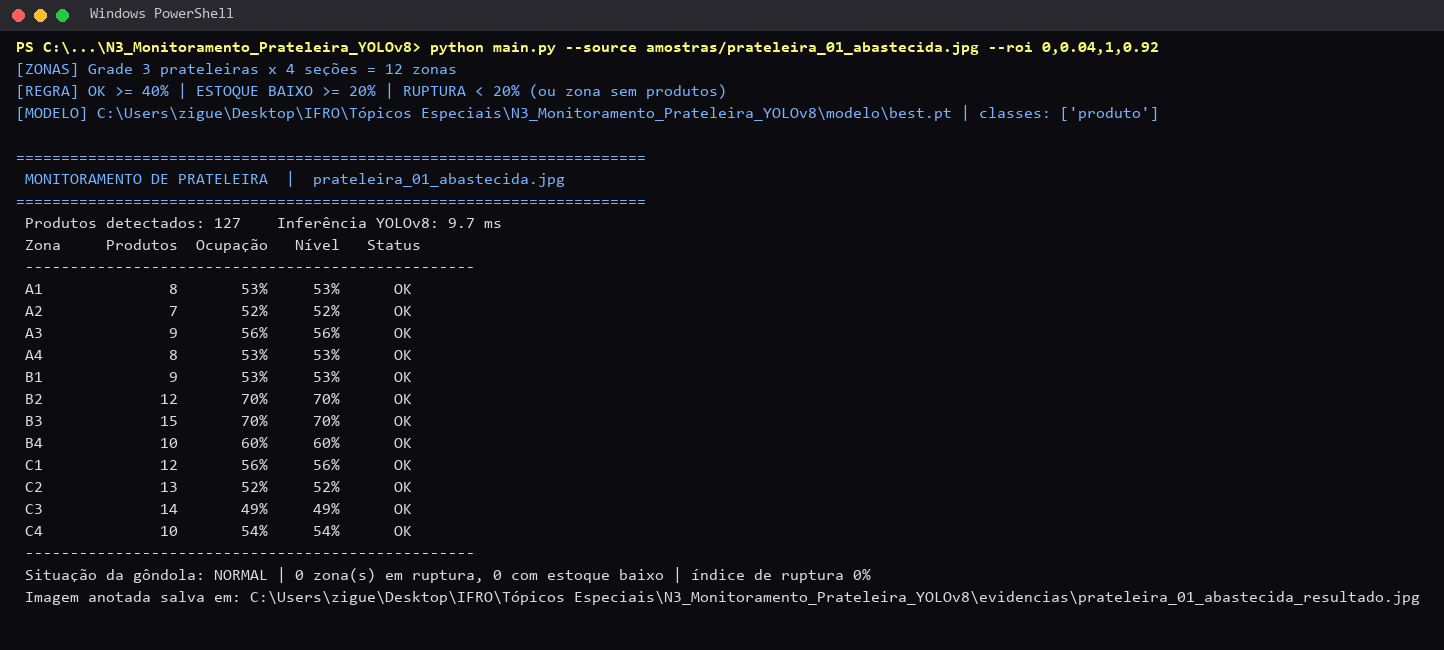 Windows PowerShell
PS C:\...\N3_Monitoramento_Prateleira_YOLOv8> python main.py --source amostras/prateleira_01_abastecida.jpg --roi 0,0.04,1,0.92
[ZONAS] Grade 3 prateleiras x 4 seções = 12 zonas
[REGRA] OK >= 40% | ESTOQUE BAIXO >= 20% | RUPTURA < 20% (ou zona sem produtos)
[MODELO] C:\Users\zigue\Desktop\IFRO\Tópicos Especiais\N3_Monitoramento_Prateleira_YOLOv8\modelo\best.pt | classes: ['produto']
======================================================================
MONITORAMENTO DE PRATELEIRA | prateleira_01_abastecida.jpg
======================================================================
Produtos detectados: 127 Inferência YOLOv8: 9.7 ms
Zona Produtos Ocupação Nível Status
--------------------------------------------------
A1 8 53% 53% OK
A2 7 52% 52% OK
A3 9 56% 56% OK
A4 8 53% 53% OK
B1 9 53% 53% OK
B2 12 70% 70% OK
B3 15 70% 70% OK
B4 10 60% 60% OK
C1 12 56% 56% OK
C2 13 52% 52% OK
C3 14 49% 49% OK
C4 10 54% 54% OK
--------------------------------------------------
Situação da gôndola: NORMAL | 0 zona(s) em ruptura, 0 com estoque baixo | índice de ruptura 0%
Imagem anotada salva em: C:\Users\zigue\Desktop\IFRO\Tópicos Especiais\N3_Monitoramento_Prateleira_YOLOv8\evidencias\prateleira_01_abastecida_resultado.jpg